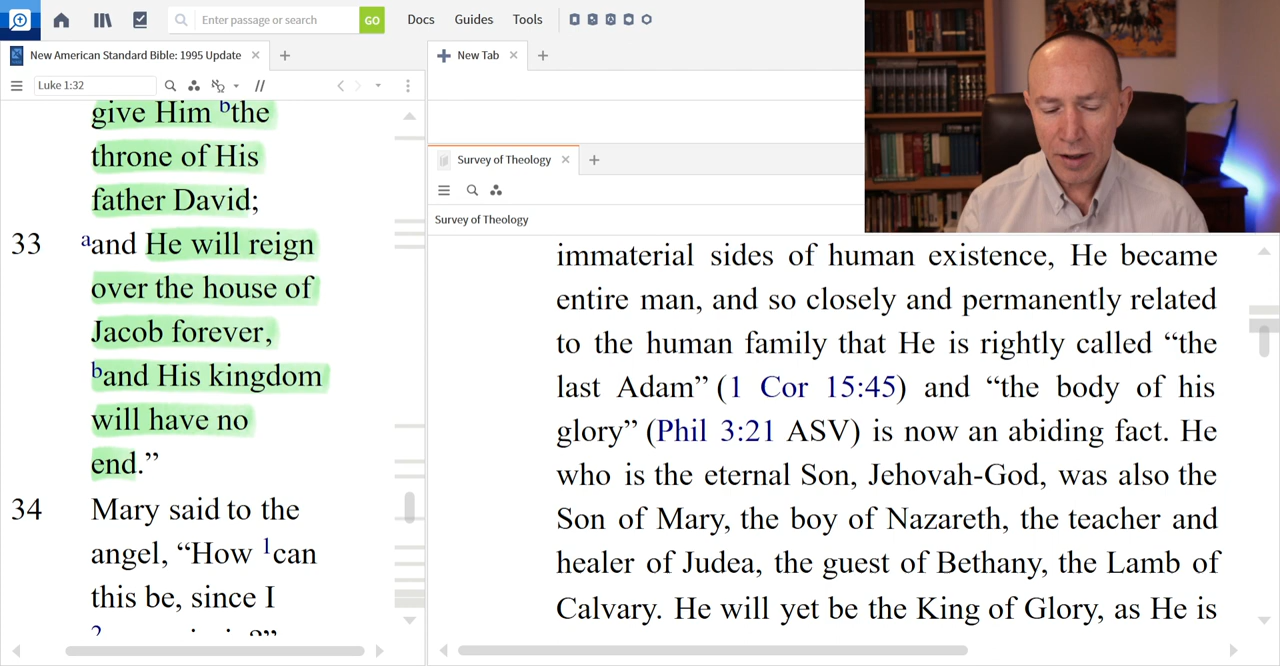 Enter passage or search
GO
Docs
Guides
Tools
New American Standard Bible: 1995 Update
New Tab
Luke 1:32
give Him bthe
throne of His
father David;
33 aand He will reign
over the house of
Jacob forever,
band His kingdom
will have no
end.”
34 Mary said to the
angel, “How 1can
this be, since I
2
Survey of Theology
Survey of Theology
immaterial sides of human existence, He became
entire man, and so closely and permanently related
to the human family that He is rightly called “the
last Adam” (1 Cor 15:45) and “the body of his
glory” (Phil 3:21 ASV) is now an abiding fact. He
who is the eternal Son, Jehovah-God, was also the
Son of Mary, the boy of Nazareth, the teacher and
healer of Judea, the guest of Bethany, the Lamb of
Calvary. He will yet be the King of Glory, as He is